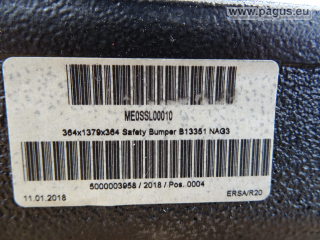 www.pagus.eu
ME0SSL00010
364x1379x364 Safety Bumper B13351 NAG3
5000003958 / 2018 / Pos. 0004
11.01.2018
ERSA/R20